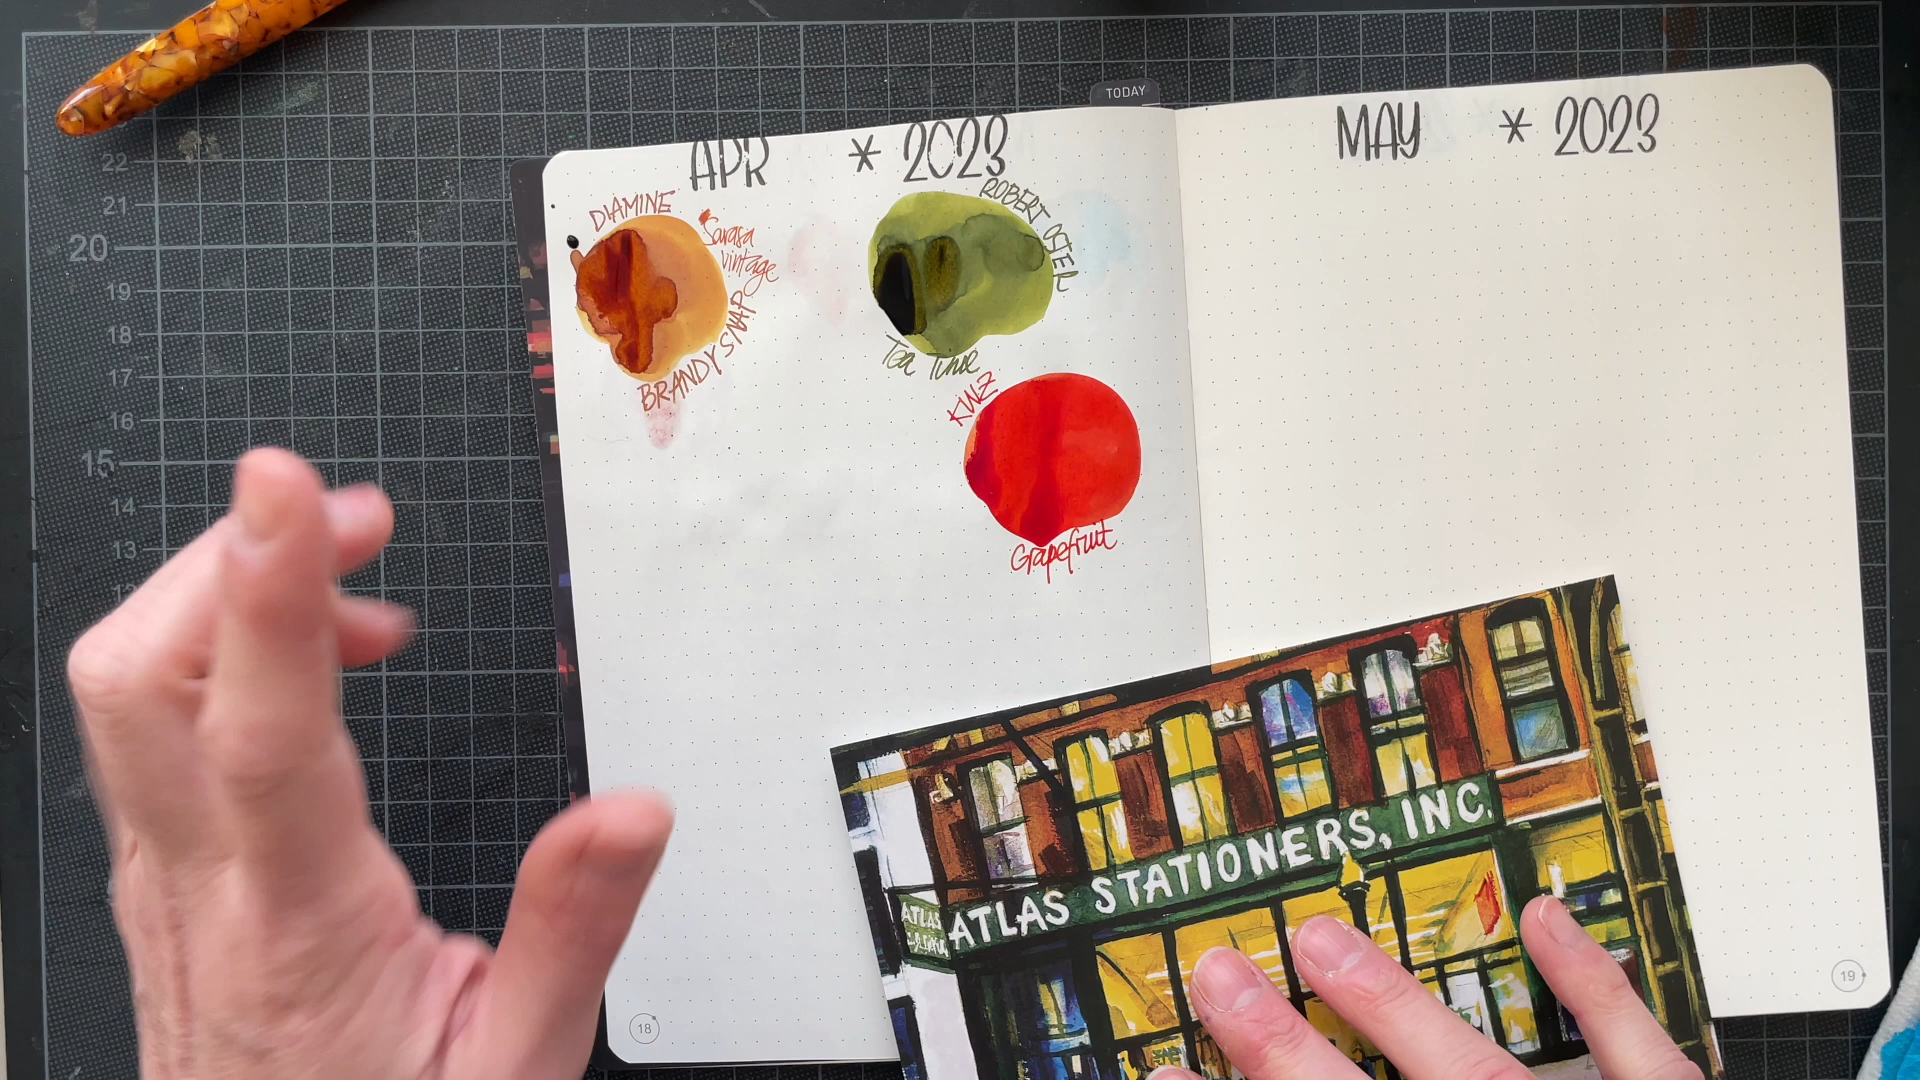 TODAY
APR * 2023
MAY * 2023
DIAMINE
Sarasa
vintage
BRANDY SNAP
ROBERT OSTER
Tea Time
KWZ
Grapefruit
22
21
20
19
18
17
16
15
14
13
ATLAS STATIONERS, INC.
ATLAS
18
19